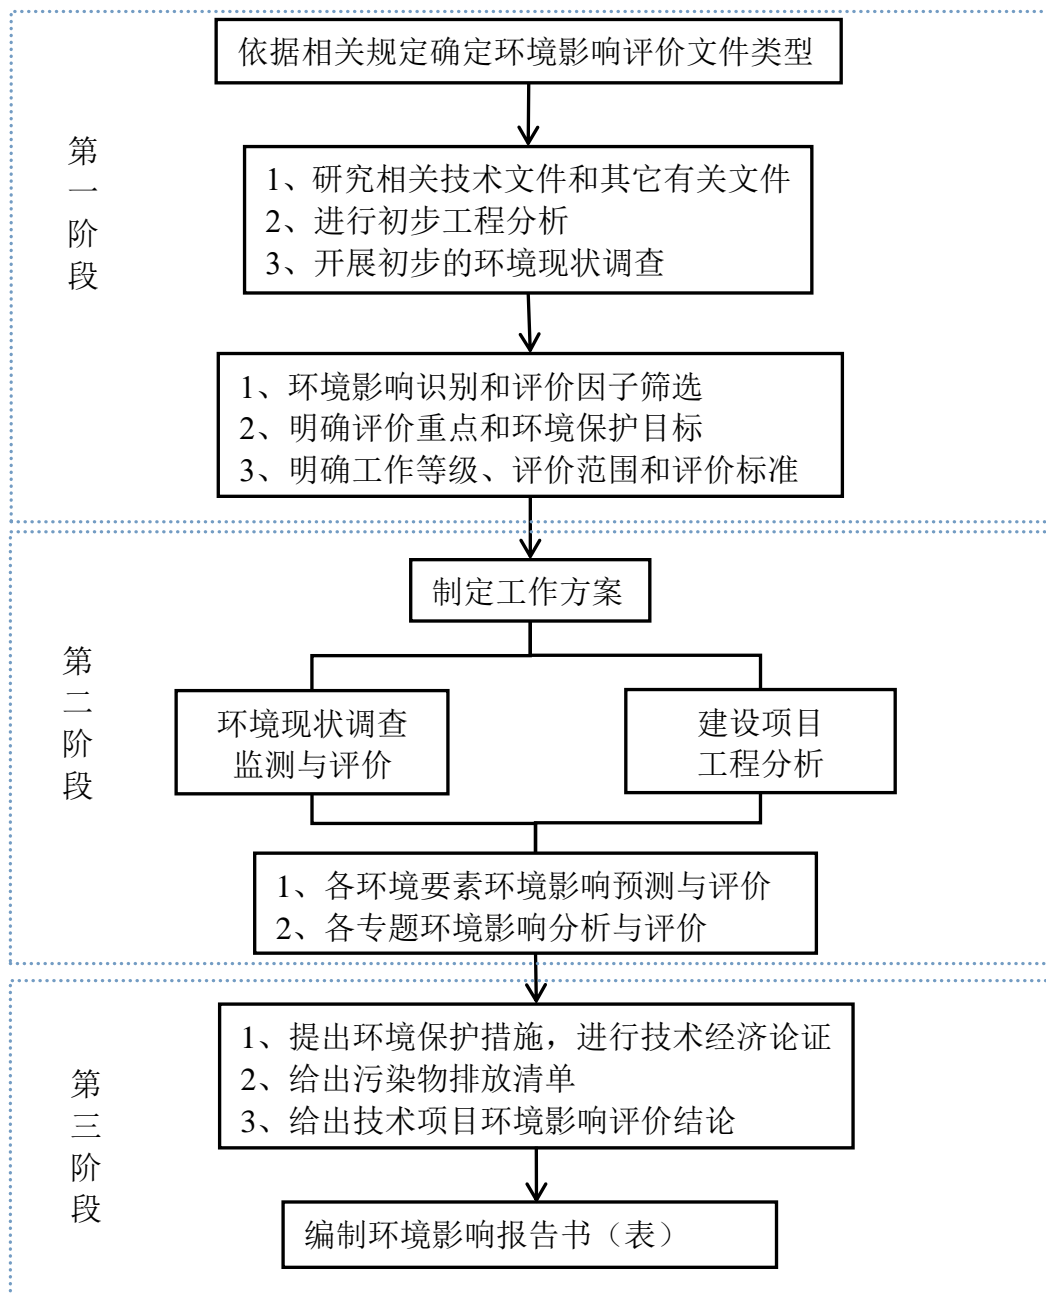 依据相关规定确定环境影响评价文件类型
第一阶段
1、研究相关技术文件和其它有关文件
2、进行初步工程分析
3、开展初步的环境现状调查
1、环境影响识别和评价因子筛选
2、明确评价重点和环境保护目标
3、明确工作等级、评价范围和评价标准
制定工作方案
第二阶段
环境现状调查
监测与评价
建设项目
工程分析
1、各环境要素环境影响预测与评价
2、各专题环境影响分析与评价
第三阶段
1、提出环境保护措施，进行技术经济论证
2、给出污染物排放清单
3、给出技术项目环境影响评价结论
编制环境影响报告书（表）